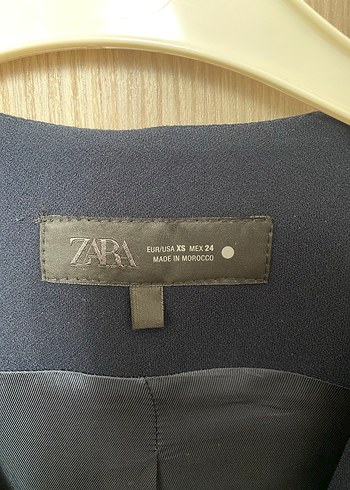 ZARA
EUR/USA XS MEX 24
MADE IN MOROCCO